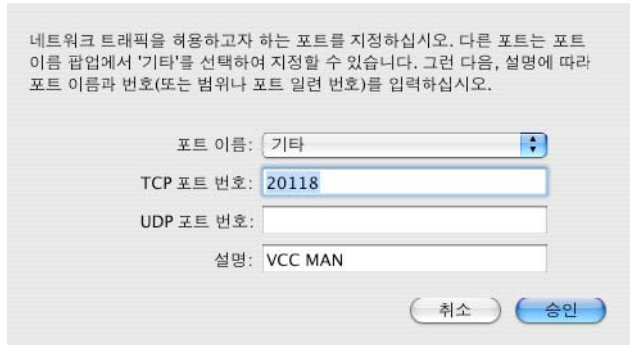 네트워크 트래픽을 허용하고자 하는 포트를 지정하십시오. 다른 포트는 포트
이름 팝업에서 '기타'를 선택하여 지정할 수 있습니다. 그런 다음, 설명에 따라
포트 이름과 번호(또는 범위나 포트 일련 번호)를 입력하십시오.
포트 이름: 기타
TCP 포트 번호: 20118
UDP 포트 번호:
설명: VCC MAN
취소 승인